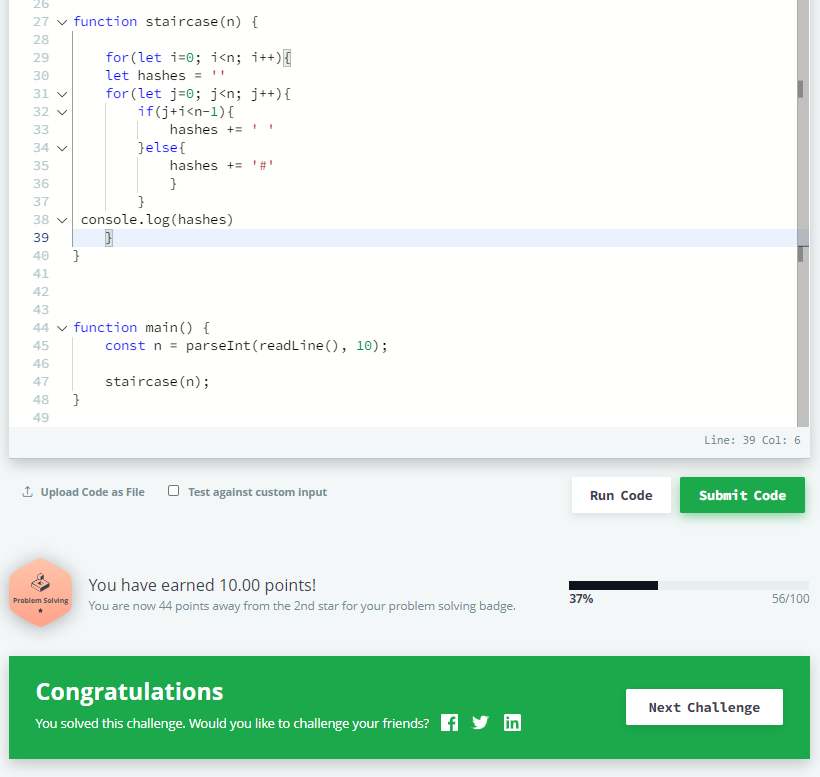 26
27 function staircase(n) {
28
29     for(let i=0; i<n; i++){
30     let hashes = ''
31     for(let j=0; j<n; j++){
32         if(j+i<n-1){
33             hashes += ' '
34         }else{
35             hashes += '#'
36             }
37         }
38  console.log(hashes)
39     }
40 }
41
42
43
44 function main() {
45     const n = parseInt(readLine(), 10);
46
47     staircase(n);
48 }
49
Line: 39 Col: 6
Upload Code as File Test against custom input Run Code Submit Code
Problem Solving
You have earned 10.00 points!
You are now 44 points away from the 2nd star for your problem solving badge.
37% 56/100
Congratulations
You solved this challenge. Would you like to challenge your friends?
Next Challenge